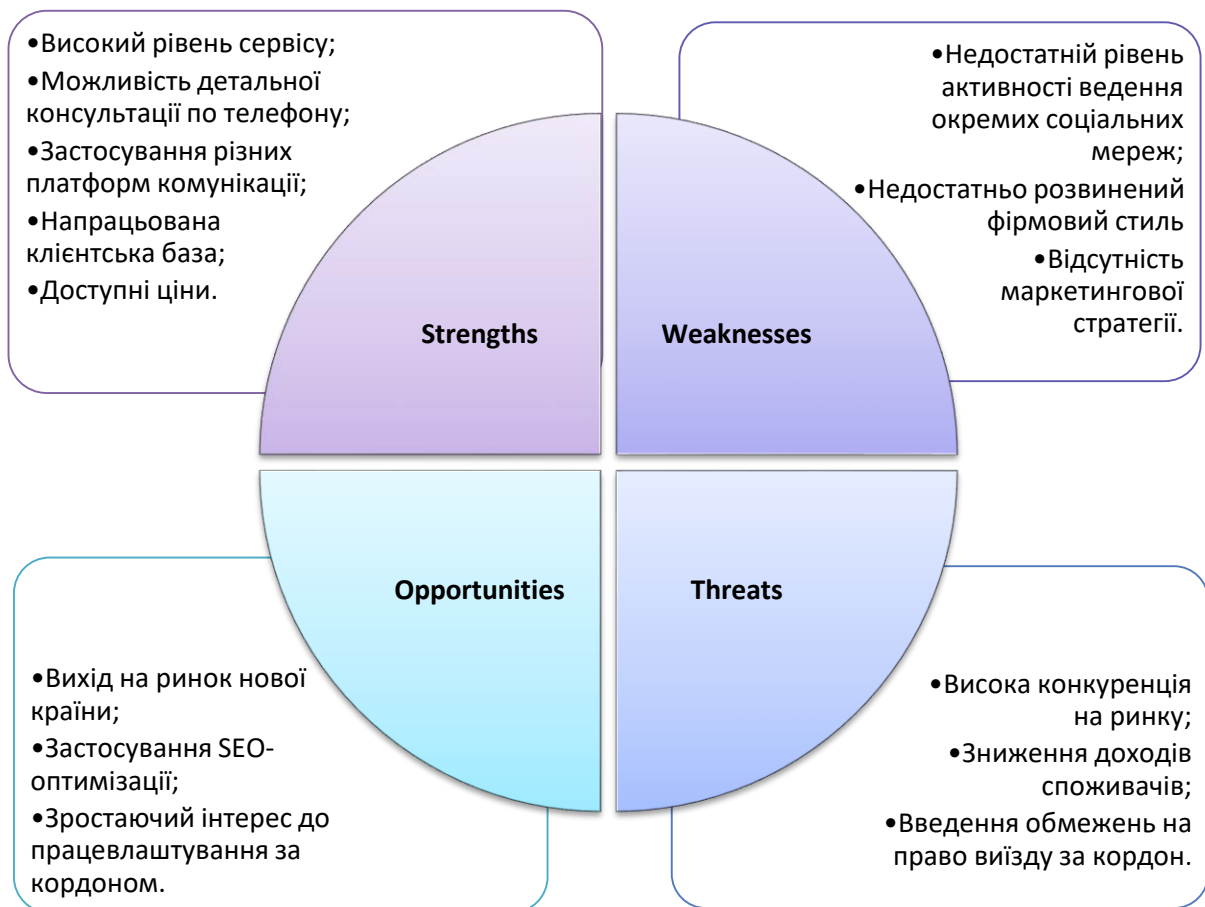 •Високий рівень сервісу;
•Можливість детальної
консультації по телефону;
•Застосування різних
платформ комунікації;
•Напрацьована
клієнтська база;
•Доступні ціни.
•Недостатній рівень
активності ведення
окремих соціальних
мереж;
•Недостатньо розвинений
фірмовий стиль
•Відсутність
маркетингової
стратегії.
Strengths
Weaknesses
Opportunities
Threats
•Вихід на ринок нової
країни;
•Застосування SEO-
оптимізації;
•Зростаючий інтерес до
працевлаштування за
кордоном.
•Висока конкуренція
на ринку;
•Зниження доходів
споживачів;
•Введення обмежень на
право виїзду за кордон.